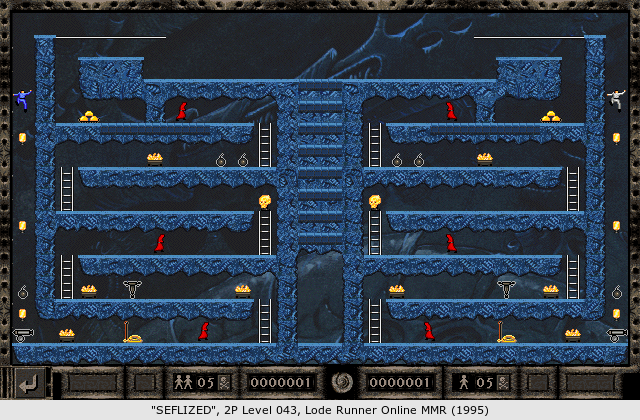 05 0000001 0000001 05
"SEFLIZED", 2P Level 043, Lode Runner Online MMR (1995)